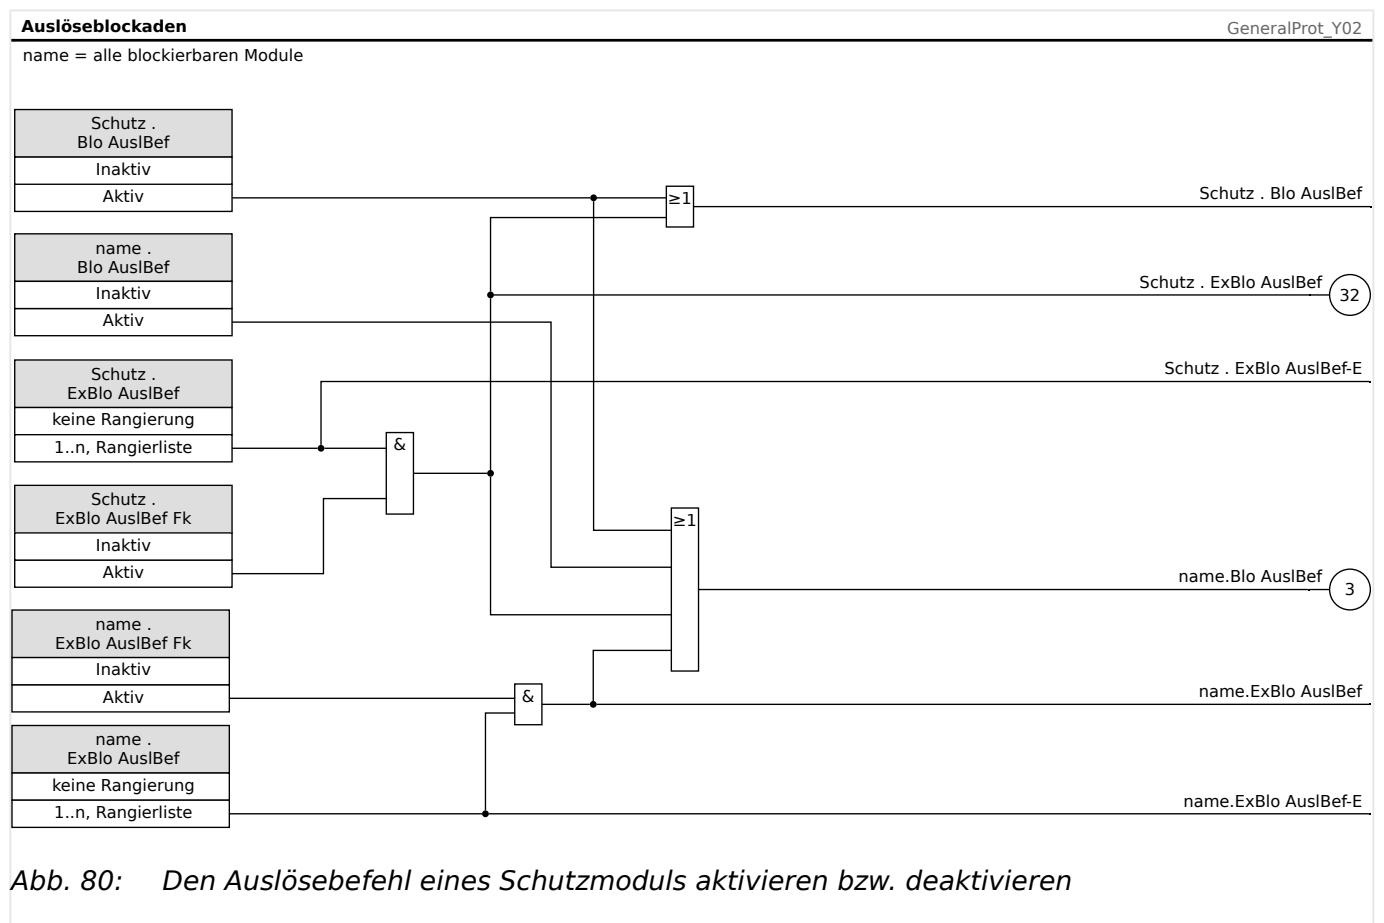 Auslöseblockaden
GeneralProt_Y02
name = alle blockierbaren Module
Schutz .
Blo AuslBef
Inaktiv
Aktiv
≥1
Schutz . Blo AuslBef
name .
Blo AuslBef
Inaktiv
Aktiv
Schutz . ExBlo AuslBef
32
Schutz .
ExBlo AuslBef
keine Rangierung
1..n, Rangierliste
Schutz . ExBlo AuslBef-E
&
Schutz .
ExBlo AuslBef Fk
Inaktiv
Aktiv
≥1
name.Blo AuslBef
3
name .
ExBlo AuslBef Fk
Inaktiv
Aktiv
&
name.ExBlo AuslBef
name .
ExBlo AuslBef
keine Rangierung
1..n, Rangierliste
name.ExBlo AuslBef-E
Abb. 80: Den Auslösebefehl eines Schutzmoduls aktivieren bzw. deaktivieren